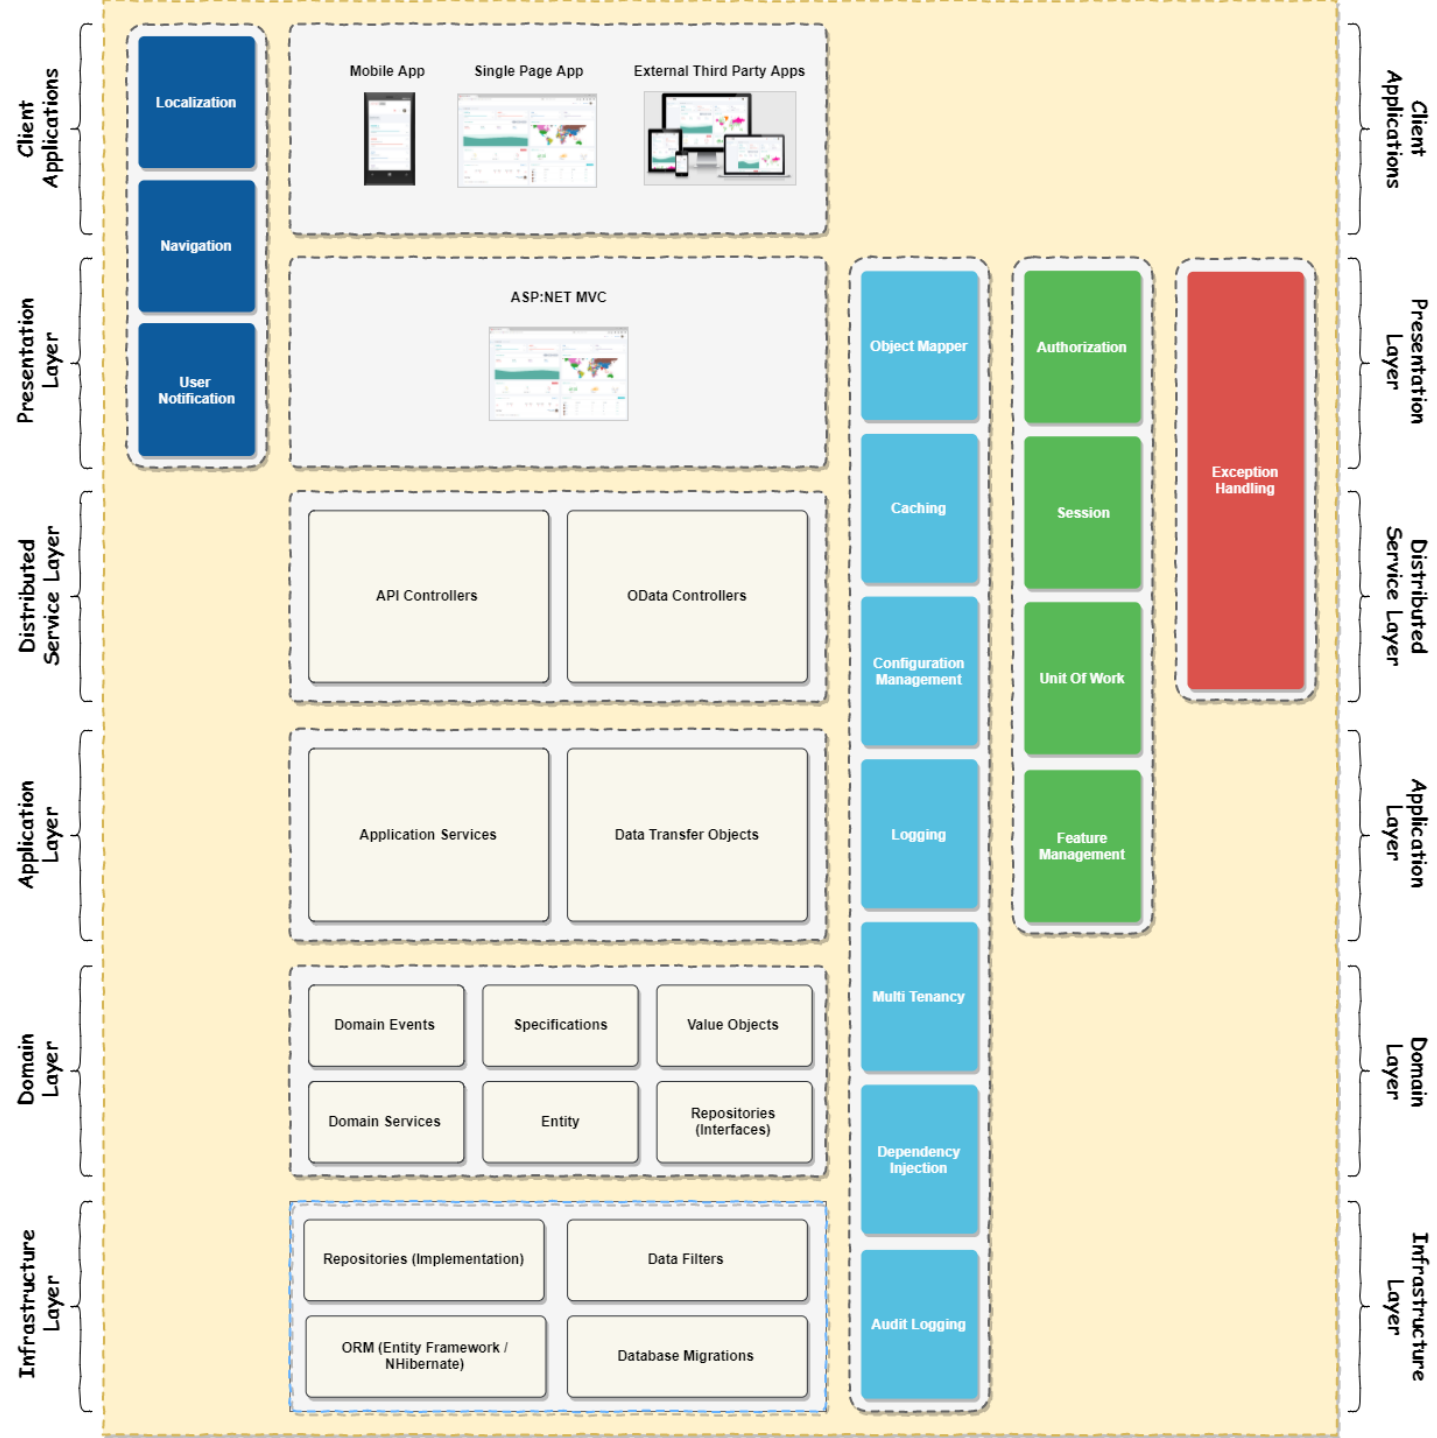 Client
Applications
Presentation
Layer
Distributed
Service Layer
Application
Layer
Domain
Layer
Infrastructure
Layer
Localization
Navigation
User
Notification
Mobile App
Single Page App
External Third Party Apps
ASP:NET MVC
API Controllers
OData Controllers
Application Services
Data Transfer Objects
Domain Events
Specifications
Value Objects
Domain Services
Entity
Repositories
(Interfaces)
Repositories (Implementation)
Data Filters
ORM (Entity Framework /
NHibernate)
Database Migrations
Object Mapper
Caching
Configuration
Management
Logging
Multi Tenancy
Dependency
Injection
Audit Logging
Authorization
Session
Unit Of Work
Feature
Management
Exception
Handling
Client
Applications
Presentation
Layer
Distributed
Service Layer
Application
Layer
Domain
Layer
Infrastructure
Layer